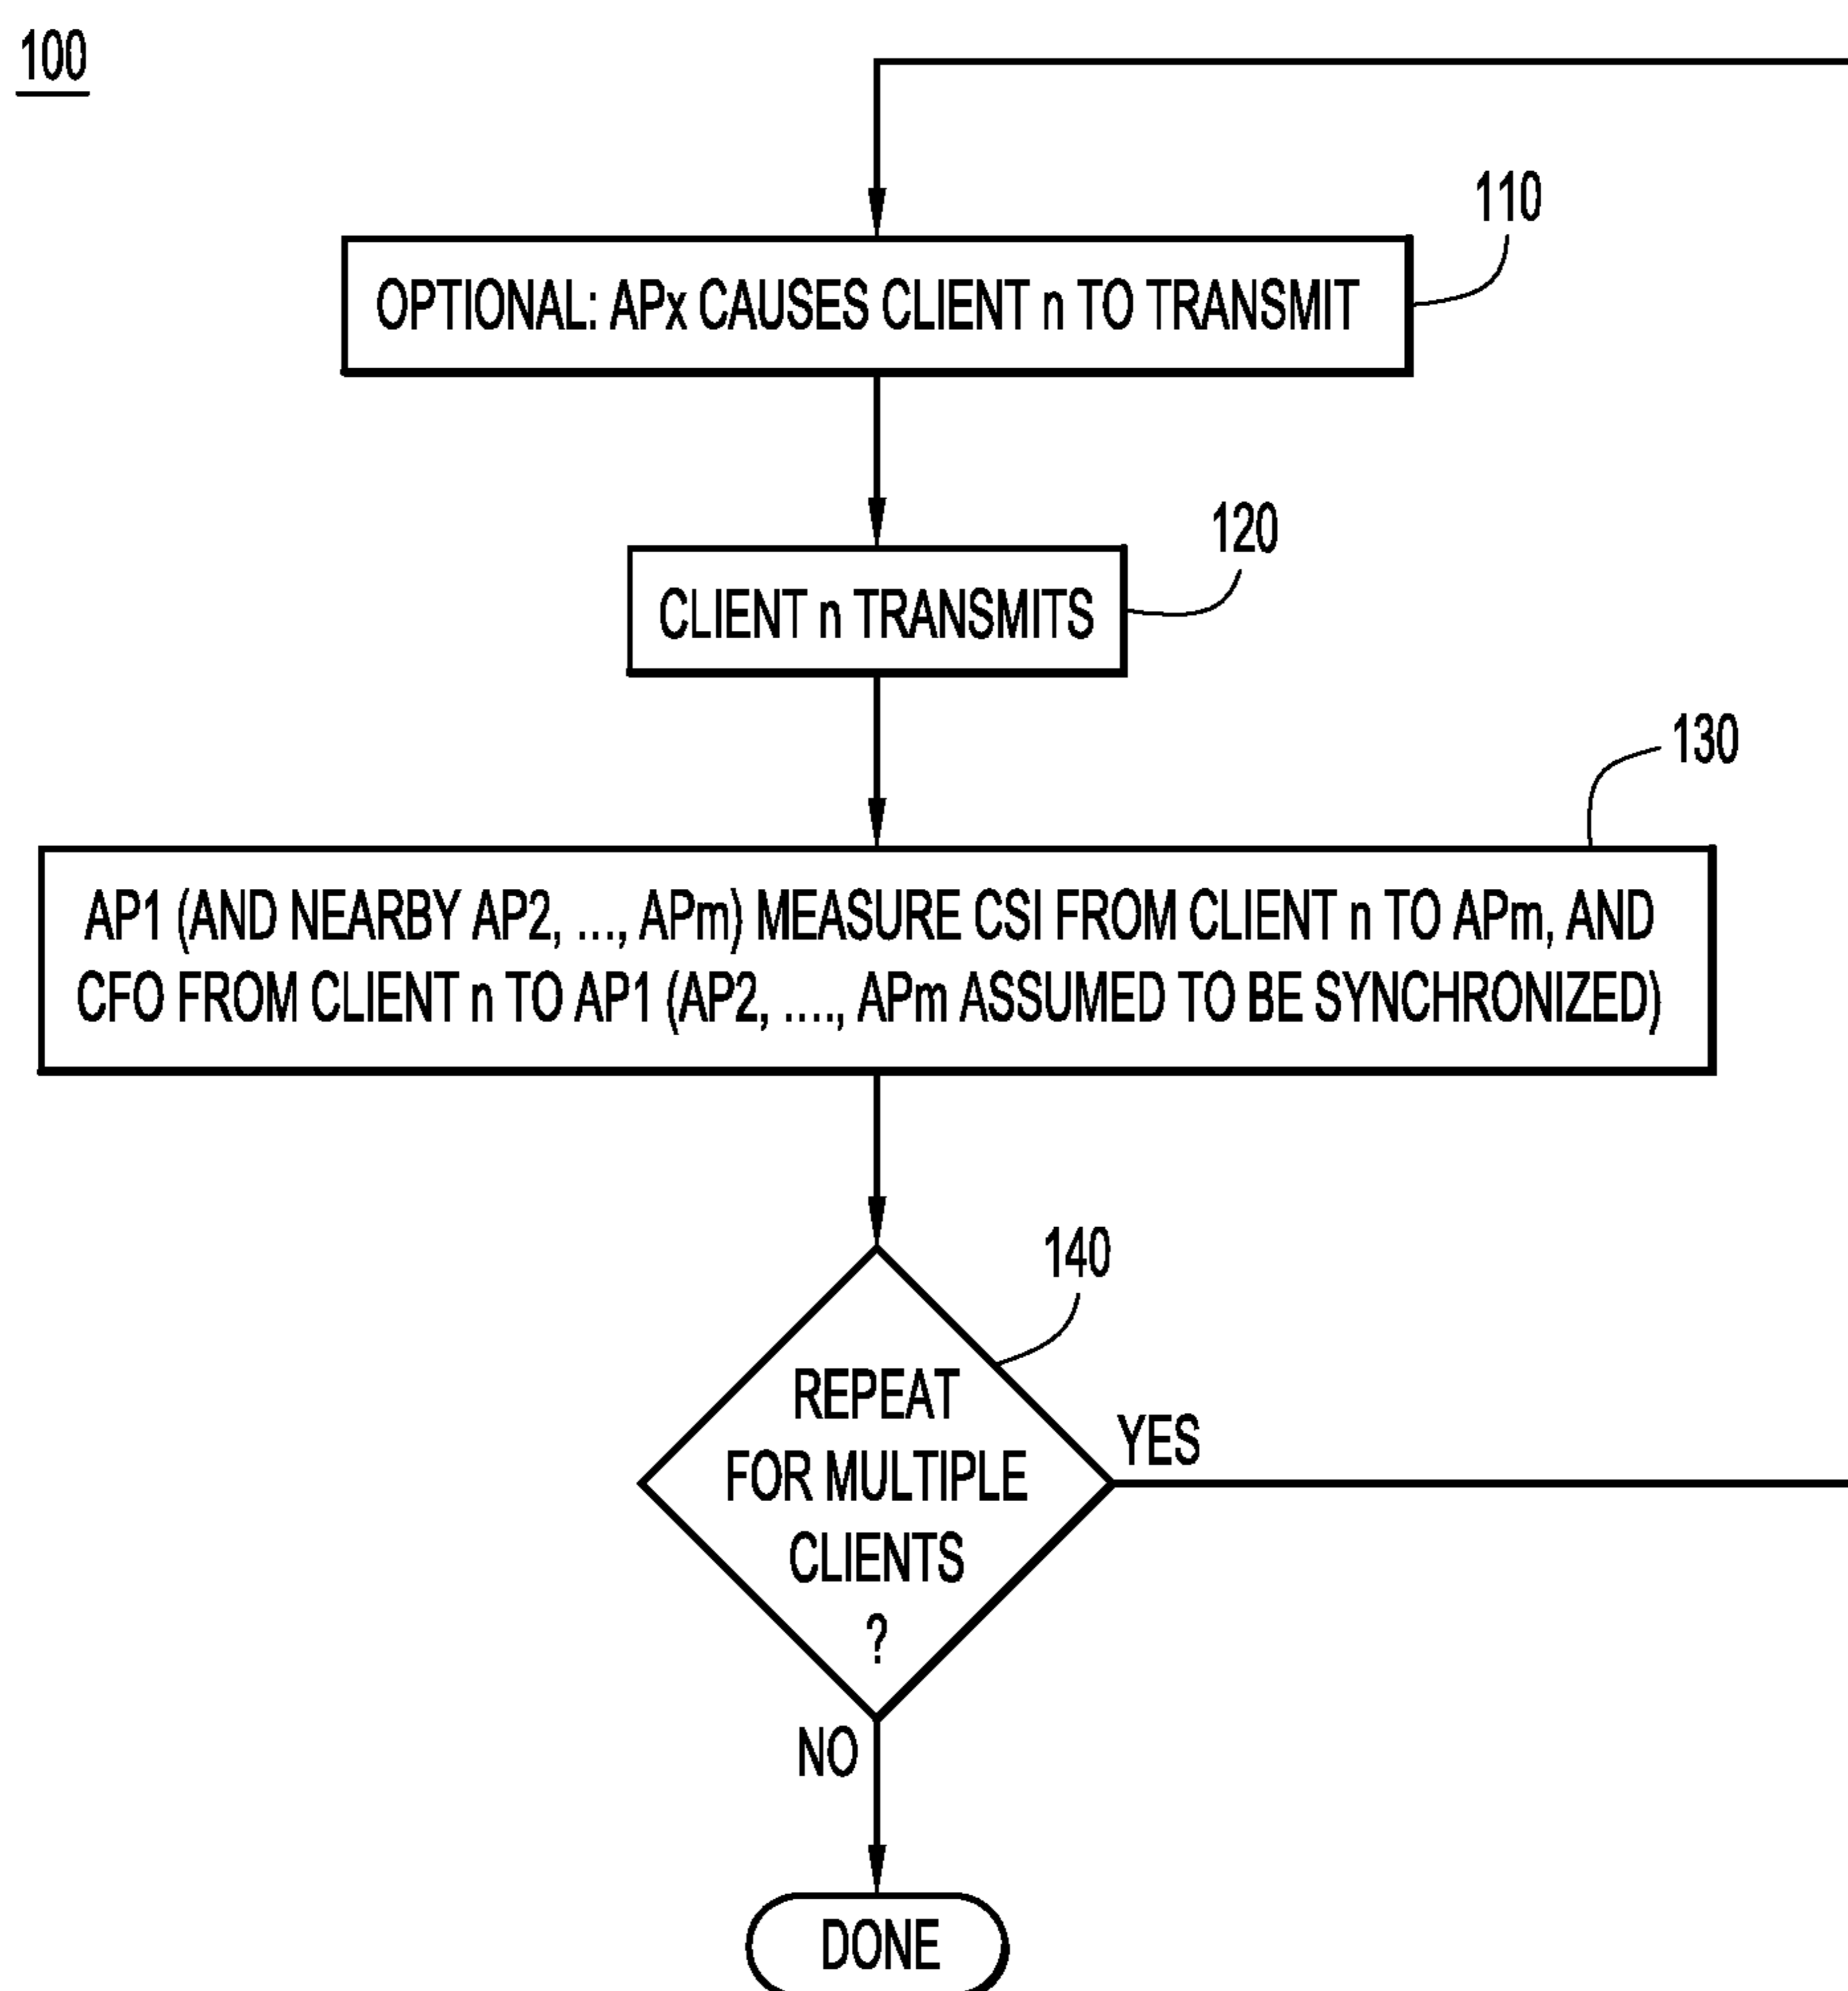 100
110
OPTIONAL: APx CAUSES CLIENT n TO TRANSMIT
120
CLIENT n TRANSMITS
130
AP1 (AND NEARBY AP2, ..., APm) MEASURE CSI FROM CLIENT n TO APm, AND
CFO FROM CLIENT n TO AP1 (AP2, ...., APm ASSUMED TO BE SYNCHRONIZED)
140
REPEAT
FOR MULTIPLE
CLIENTS
?
YES
NO
DONE